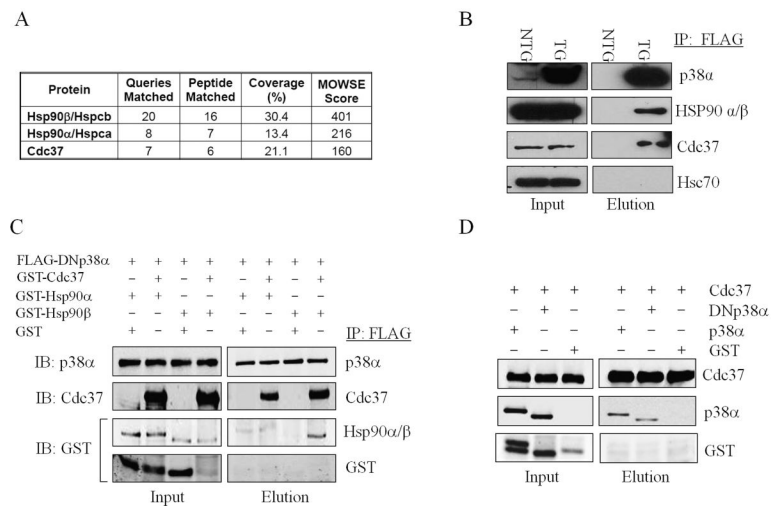 A
Protein Queries Matched Peptide Matched Coverage (%) MOWSE Score
Hsp90β/Hspcb 20 16 30.4 401
Hsp90α/Hspca 8 7 13.4 216
Cdc37 7 6 21.1 160
B
NTG TG NTG TG IP: FLAG
p38α
HSP90 α/β
Cdc37
Hsc70
Input Elution
C
FLAG-DNp38α + + + + + + + +
GST-Cdc37 − + − + − + − +
GST-Hsp90α + + − − + + − −
GST-Hsp90β − − + + − − + +
GST + − + − + − + − IP: FLAG
IB: p38α p38α
IB: Cdc37 Cdc37
IB: GST Hsp90α/β
GST
Input Elution
D
+ + + + + + Cdc37
− + − − + − DNp38α
+ − − + − − p38α
− − + − − + GST
Cdc37
p38α
GST
Input Elution